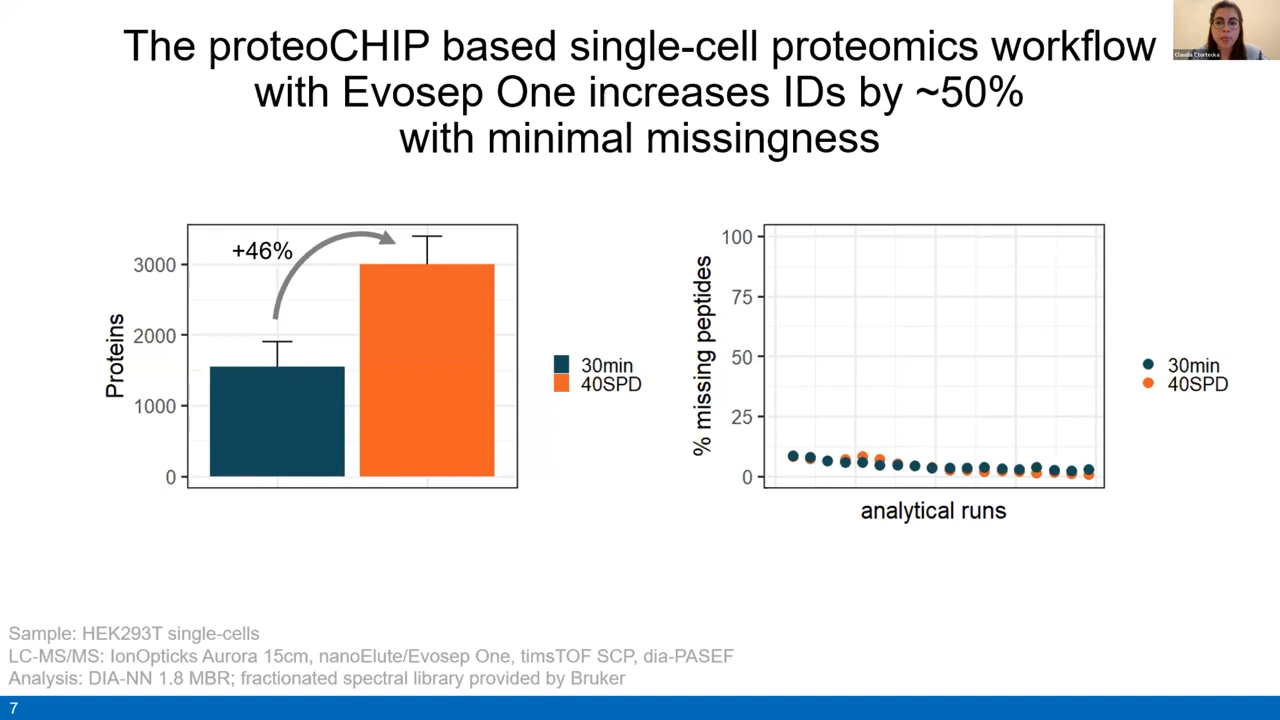 The proteoCHIP based single-cell proteomics workflow
with Evosep One increases IDs by ~50%
with minimal missingness
Claudia Ctortecka
+46%
3000
2000
1000
0
Proteins
30min
40SPD
100
75
50
25
0
% missing peptides
analytical runs
30min
40SPD
Sample: HEK293T single-cells
LC-MS/MS: IonOpticks Aurora 15cm, nanoElute/Evosep One, timsTOF SCP, dia-PASEF
Analysis: DIA-NN 1.8 MBR; fractionated spectral library provided by Bruker
7